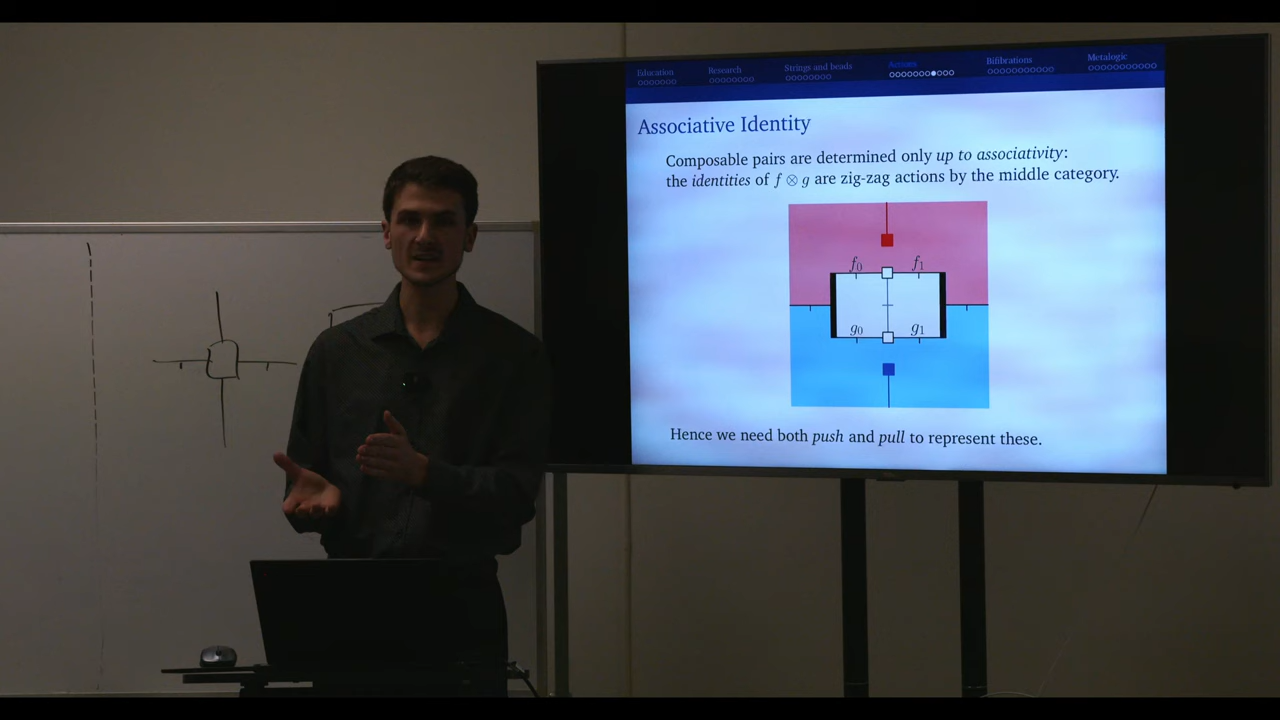 Education Research Strings and beads Actions Bifibrations Metalogic
Associative Identity
Composable pairs are determined only up to associativity:
the identities of f ⊗ g are zig-zag actions by the middle category.
f₀ f₁
g₀ g₁
Hence we need both push and pull to represent these.